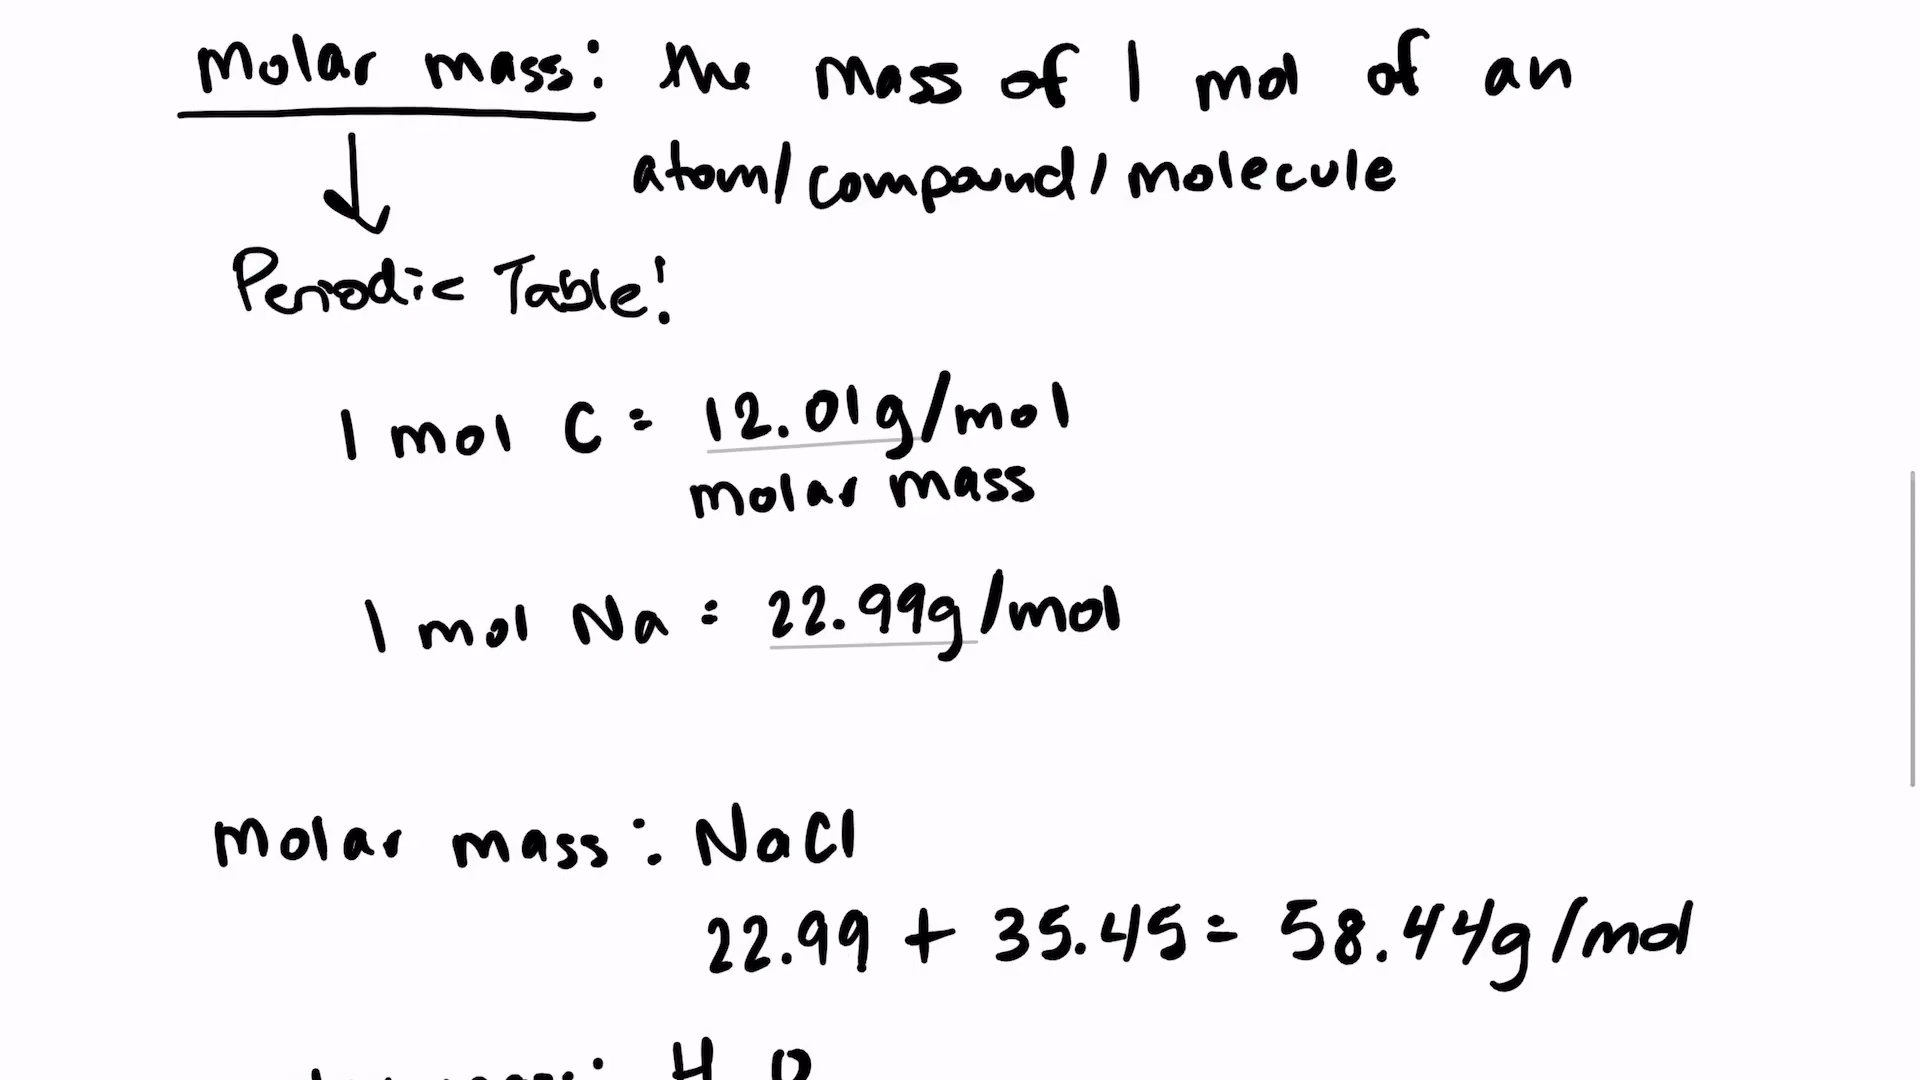 Molar mass: the mass of 1 mol of an
atom/compound/molecule
Periodic Table!
1 mol C = 12.01g/mol
molar mass
1 mol Na = 22.99g/mol
Molar mass: NaCl
22.99 + 35.45 = 58.44g/mol
mass: H O